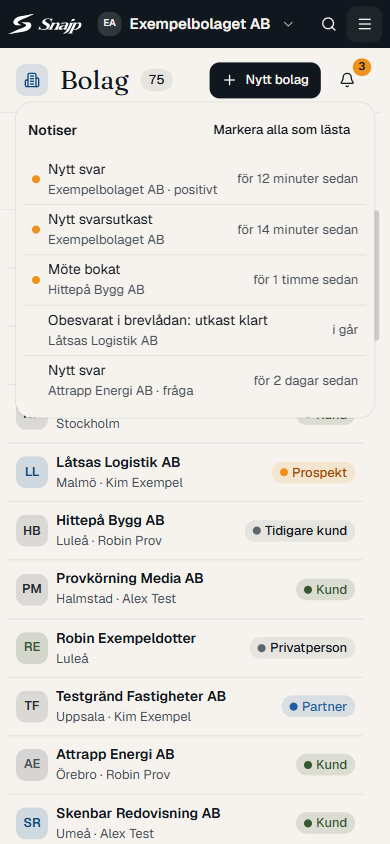 Snajp
EA
Exempelbolaget AB
Bolag
75
Nytt bolag
3
Notiser
Markera alla som lästa
Nytt svar
för 12 minuter sedan
Exempelbolaget AB · positivt
Nytt svarsutkast
för 14 minuter sedan
Exempelbolaget AB
Möte bokat
för 1 timme sedan
Hittepå Bygg AB
Obesvarat i brevlådan: utkast klart
i går
Låtsas Logistik AB
Nytt svar
för 2 dagar sedan
Attrapp Energi AB · fråga
Stockholm
LL
Låtsas Logistik AB
Prospekt
Malmö · Kim Exempel
HB
Hittepå Bygg AB
Tidigare kund
Luleå · Robin Prov
PM
Provkörning Media AB
Kund
Halmstad · Alex Test
RE
Robin Exempeldotter
Privatperson
Luleå
TF
Testgränd Fastigheter AB
Partner
Uppsala · Kim Exempel
AE
Attrapp Energi AB
Kund
Örebro · Robin Prov
SR
Skenbar Redovisning AB
Kund
Umeå · Alex Test